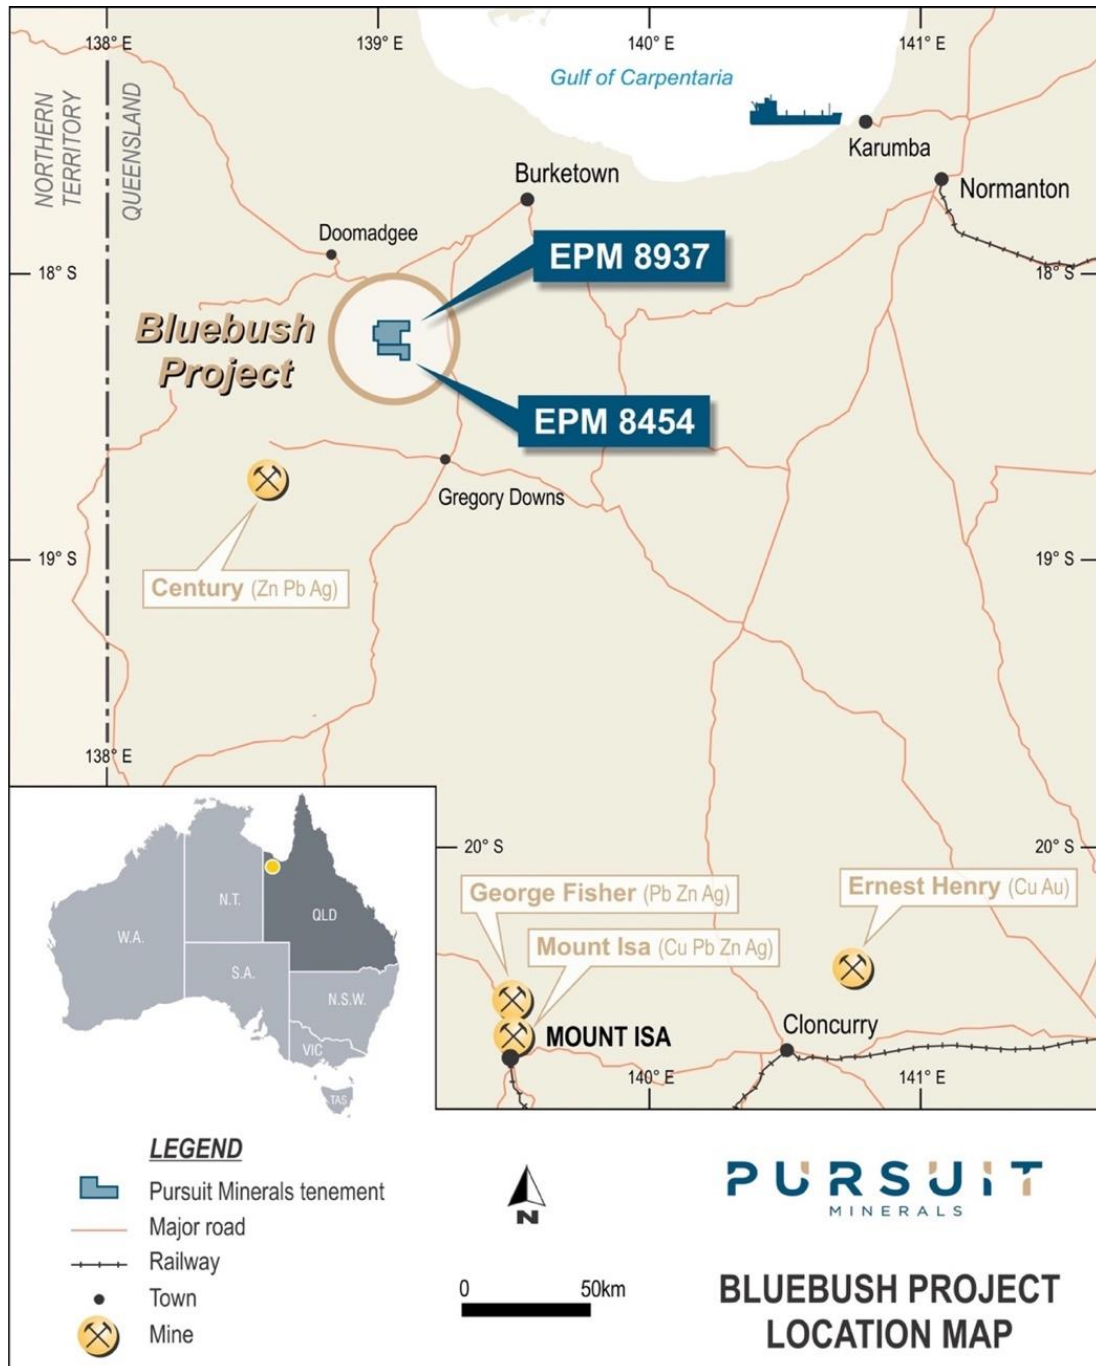 138° E
139° E
140° E
141° E
Gulf of Carpentaria
NORTHERN
TERRITORY
QUEENSLAND
Karumba
Burketown
Normanton
Doomadgee
EPM 8937
18° S
18° S
Bluebush
Project
EPM 8454
Gregory Downs
19° S
19° S
Century (Zn Pb Ag)
138° E
20° S
20° S
George Fisher (Pb Zn Ag)
Ernest Henry (Cu Au)
Mount Isa (Cu Pb Zn Ag)
MOUNT ISA
Cloncurry
140° E
141° E
N.T.
QLD
W.A.
S.A.
N.S.W.
VIC
TAS
LEGEND
Pursuit Minerals tenement
Major road
Railway
Town
Mine
N
0 50km
PURSUIT
MINERALS
BLUEBUSH PROJECT
LOCATION MAP